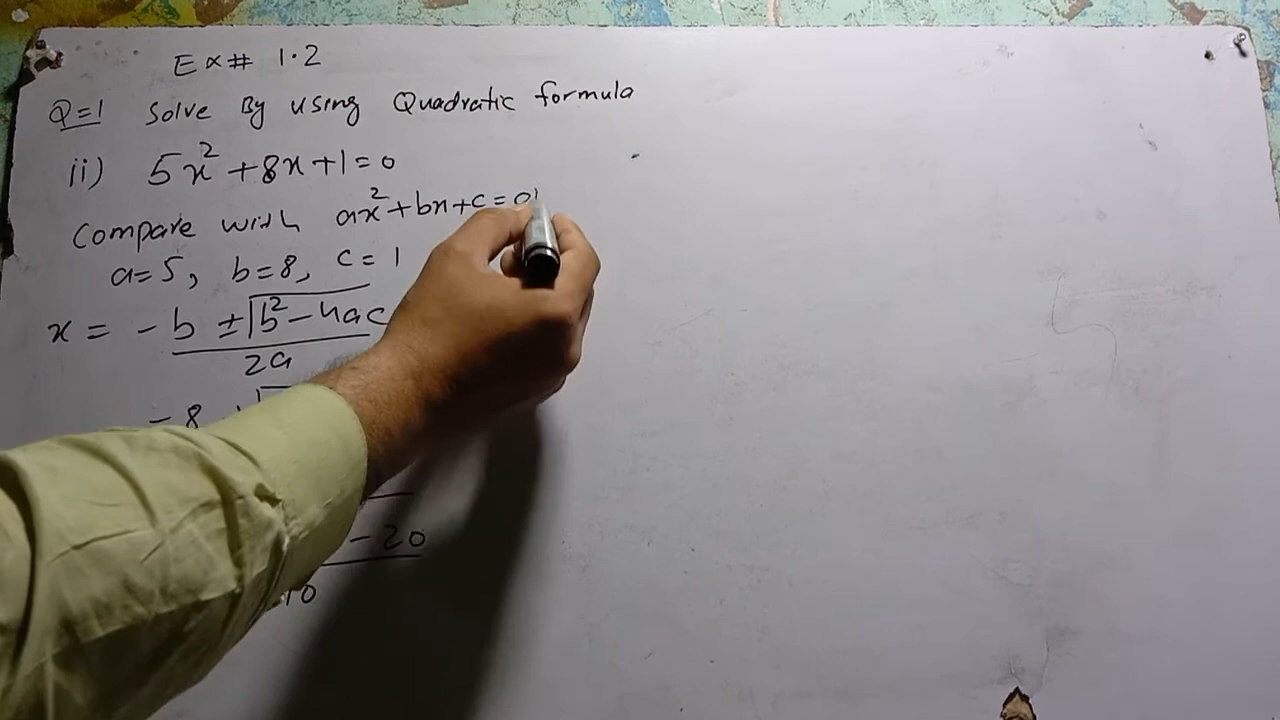 Ex# 1.2
Q=1 Solve By using Quadratic formula
ii) 5x² + 8x + 1 = 0
Compare with ax² + bx + c = 0
a = 5, b = 8, c = 1
x = - b ± √b² - 4ac
2a
- 8
- 20
10